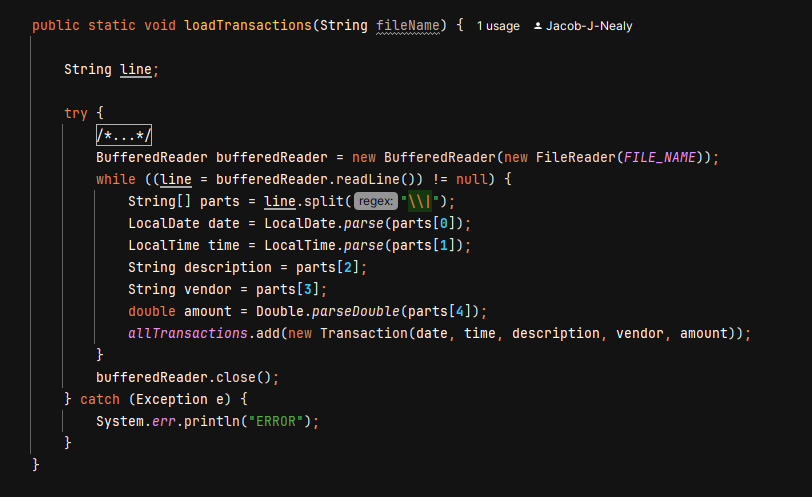 public static void loadTransactions(String fileName) { 1 usage Jacob-J-Nealy
String line;
try {
/*...*/
BufferedReader bufferedReader = new BufferedReader(new FileReader(FILE_NAME));
while ((line = bufferedReader.readLine()) != null) {
String[] parts = line.split( regex: "\\|");
LocalDate date = LocalDate.parse(parts[0]);
LocalTime time = LocalTime.parse(parts[1]);
String description = parts[2];
String vendor = parts[3];
double amount = Double.parseDouble(parts[4]);
allTransactions.add(new Transaction(date, time, description, vendor, amount));
}
bufferedReader.close();
} catch (Exception e) {
System.err.println("ERROR");
}
}